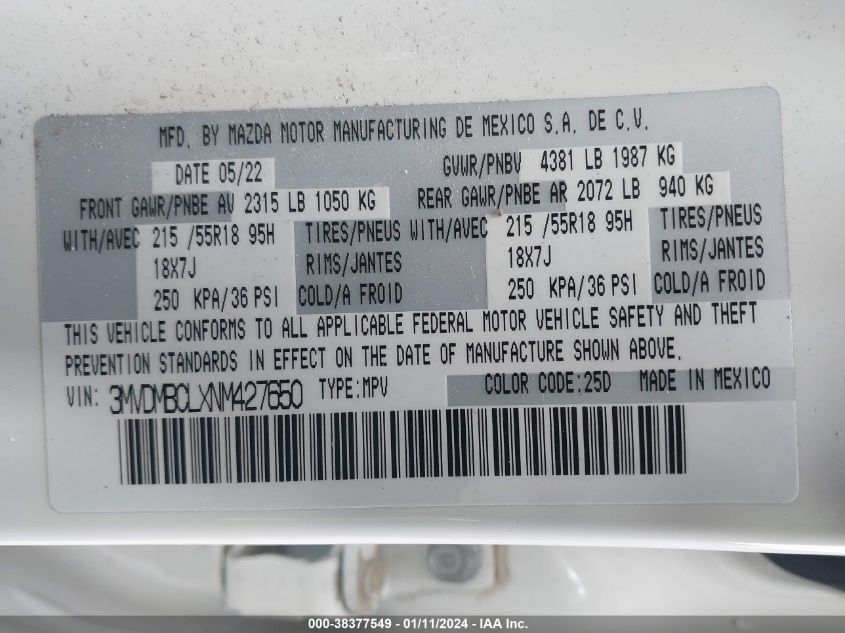 MFD. BY MAZDA MOTOR MANUFACTURING DE MEXICO S.A. DE C.V.
DATE 05/22 GVWR/PNBV 4381 LB 1987 KG
FRONT GAWR/PNBE AV 2315 LB 1050 KG REAR GAWR/PNBE AR 2072 LB 940 KG
WITH/AVEC 215 /55R18 95H TIRES/PNEUS WITH/AVEC 215 /55R18 95H TIRES/PNEUS
18X7J RIMS/JANTES 18X7J RIMS/JANTES
250 KPA/36 PSI COLD/A FROID 250 KPA/36 PSI COLD/A FROID
THIS VEHICLE CONFORMS TO ALL APPLICABLE FEDERAL MOTOR VEHICLE SAFETY AND THEFT
PREVENTION STANDARDS IN EFFECT ON THE DATE OF MANUFACTURE SHOWN ABOVE.
VIN: 3MVDMBCLXNM427650 TYPE:MPV COLOR CODE:25D MADE IN MEXICO
000-38377549 - 01/11/2024 - IAA Inc.